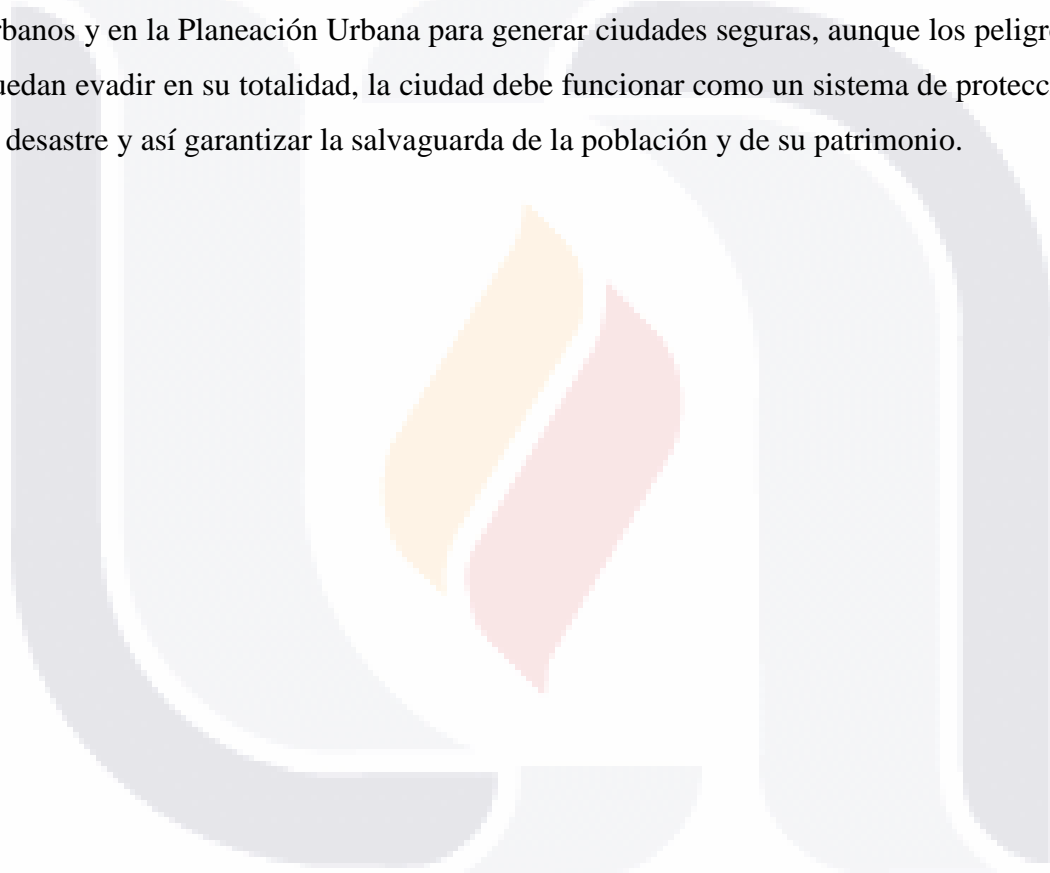 rbanos y en la Planeación Urbana para generar ciudades seguras, aunque los peligr
uedan evadir en su totalidad, la ciudad debe funcionar como un sistema de protecc
desastre y así garantizar la salvaguarda de la población y de su patrimonio.